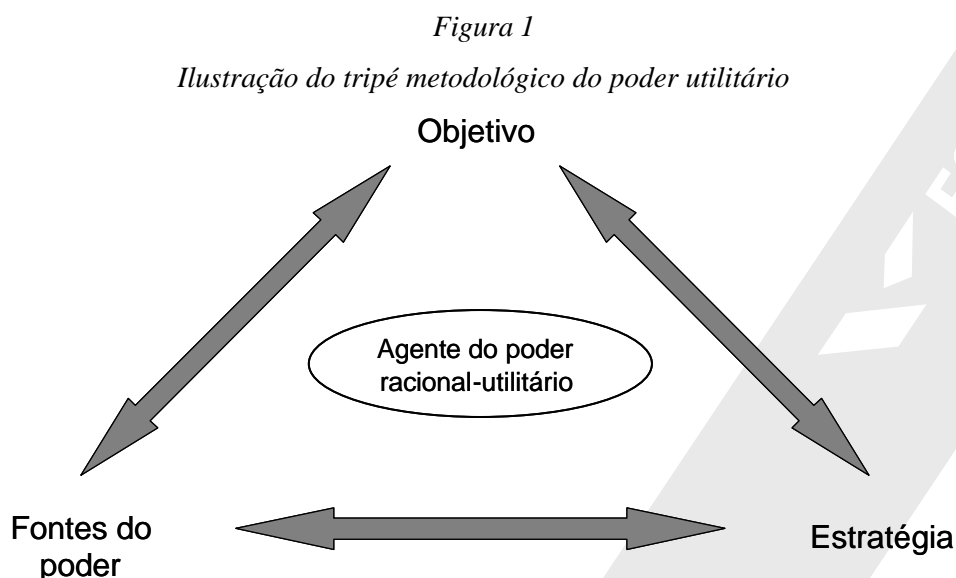 Figura 1
Ilustração do tripé metodológico do poder utilitário
Objetivo
Agente do poder
racional-utilitário
Fontes do
poder
Estratégia